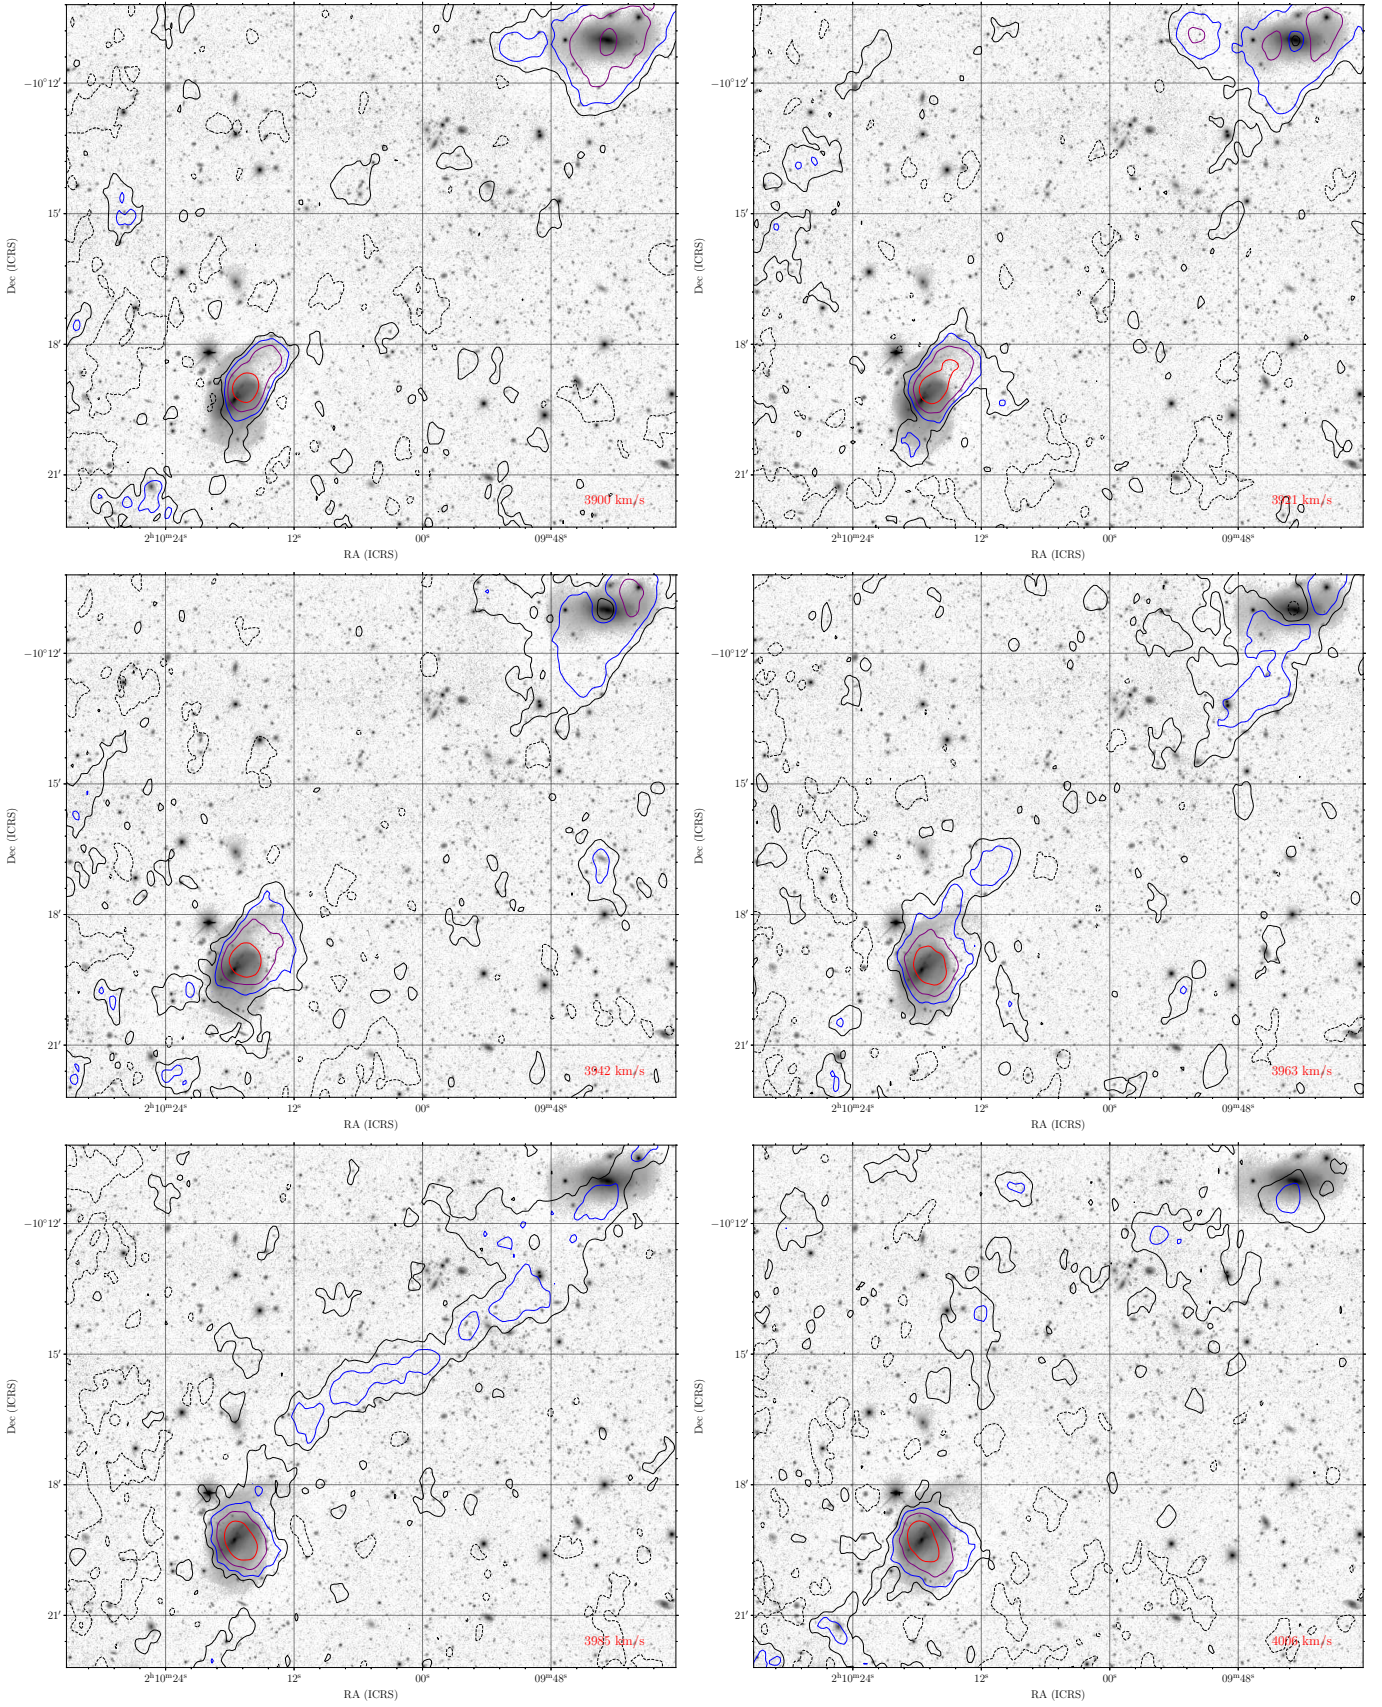 −10°12′
15′
18′
21′
Dec (ICRS)
2ʰ10ᵐ24ˢ
12ˢ
00ˢ
09ᵐ48ˢ
RA (ICRS)
3900 km/s
−10°12′
15′
18′
21′
Dec (ICRS)
2ʰ10ᵐ24ˢ
12ˢ
00ˢ
09ᵐ48ˢ
RA (ICRS)
3921 km/s
−10°12′
15′
18′
21′
Dec (ICRS)
2ʰ10ᵐ24ˢ
12ˢ
00ˢ
09ᵐ48ˢ
RA (ICRS)
3942 km/s
−10°12′
15′
18′
21′
Dec (ICRS)
2ʰ10ᵐ24ˢ
12ˢ
00ˢ
09ᵐ48ˢ
RA (ICRS)
3963 km/s
−10°12′
15′
18′
21′
Dec (ICRS)
2ʰ10ᵐ24ˢ
12ˢ
00ˢ
09ᵐ48ˢ
RA (ICRS)
3985 km/s
−10°12′
15′
18′
21′
Dec (ICRS)
2ʰ10ᵐ24ˢ
12ˢ
00ˢ
09ᵐ48ˢ
RA (ICRS)
4006 km/s